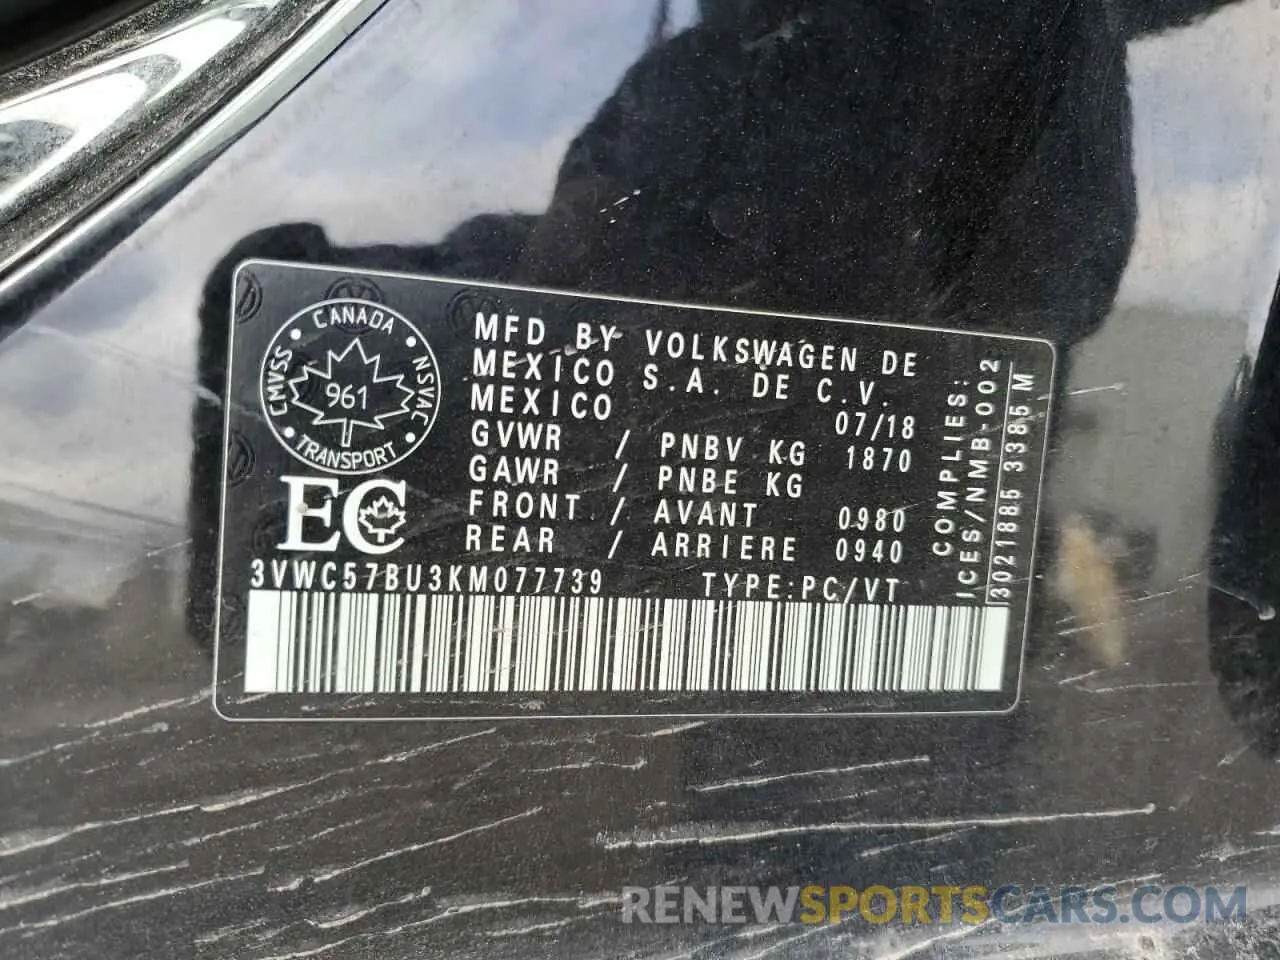 CANADA
CMVSS
NSVAC
961
TRANSPORT
EC
MFD BY VOLKSWAGEN DE
MEXICO S.A. DE C.V.
MEXICO 07/18
GVWR / PNBV KG 1870
GAWR / PNBE KG
FRONT / AVANT 0980
REAR / ARRIERE 0940
3VWC57BU3KM077739 TYPE:PC/VT
COMPLIES:
ICES/NMB-002
3021885 3385 M
RENEWSPORTSCARS.COM